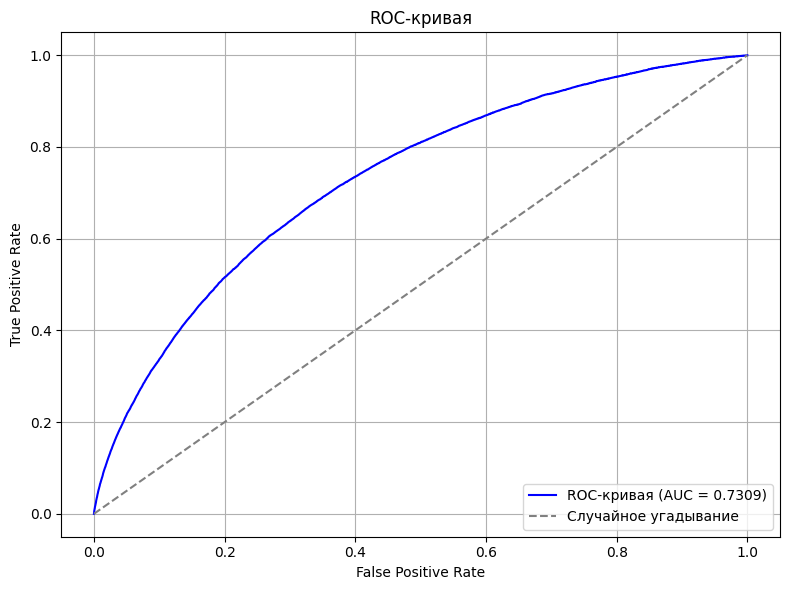 ROC-кривая
True Positive Rate
1.0
0.8
0.6
0.4
0.2
0.0
0.0 0.2 0.4 0.6 0.8 1.0
False Positive Rate
ROC-кривая (AUC = 0.7309)
Случайное угадывание